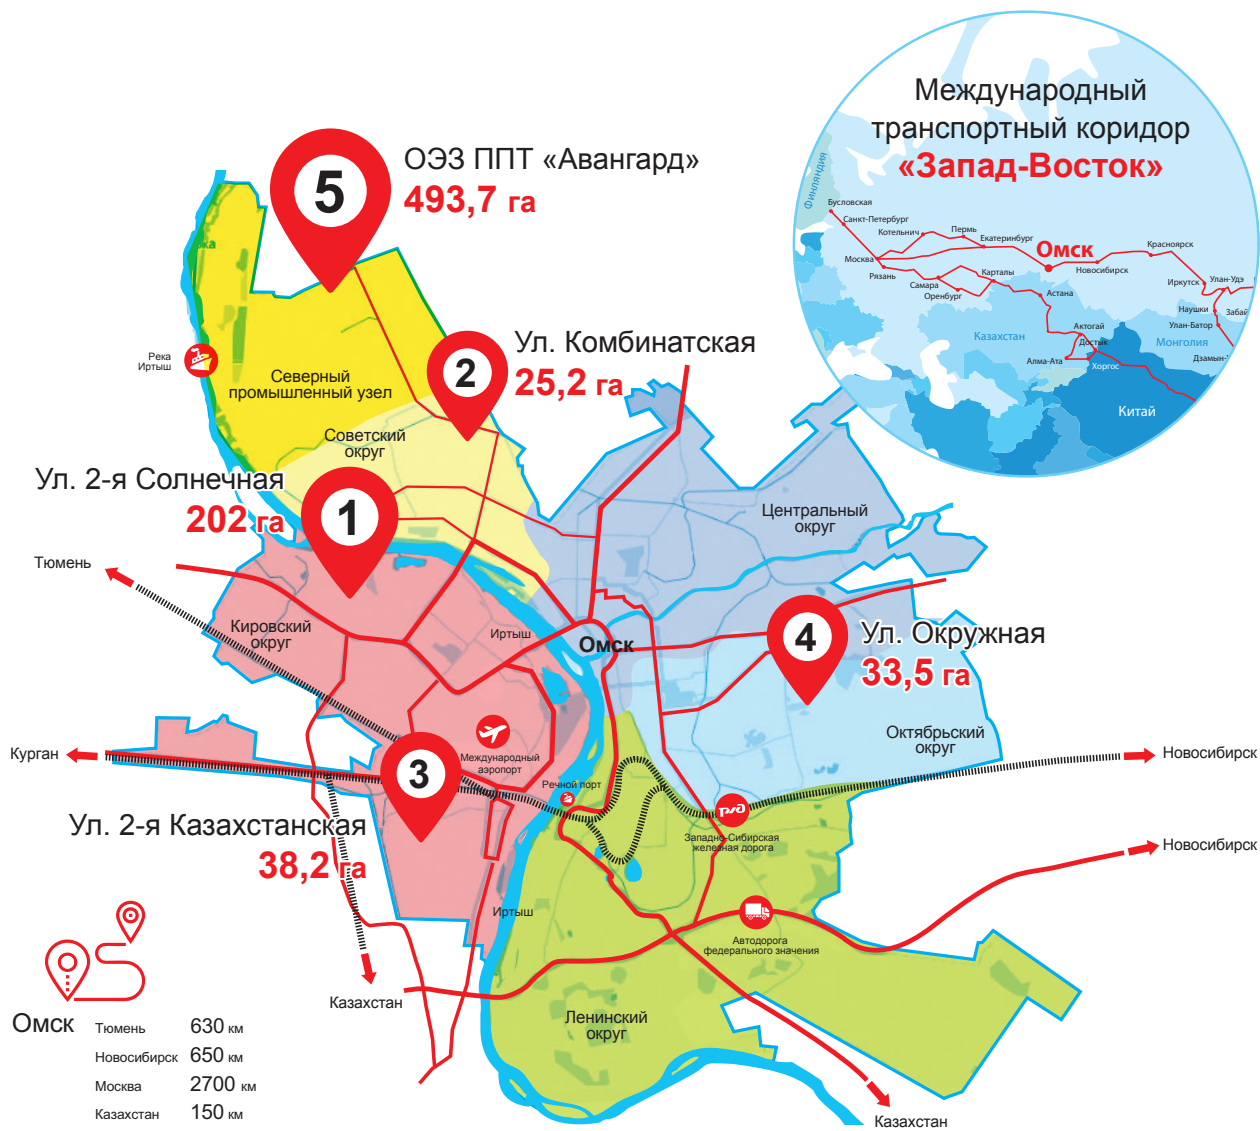 Международный
транспортный коридор
«Запад-Восток»
Финляндия
Бусловская
Санкт-Петербург
Котельнич
Пермь
Екатеринбург
Москва
Омск
Красноярск
Новосибирск
Рязань
Самара
Карталы
Оренбург
Астана
Иркутск
Улан-Удэ
Наушки
Забай
Казахстан
Актогай
Достык
Улан-Батор
Монголия
Алма-Ата
Хоргос
Дзамын-
Китай
5
ОЭЗ ППТ «Авангард»
493,7 га
Река
Иртыш
Северный
промышленный узел
2
Ул. Комбинатская
25,2 га
Советский
округ
Ул. 2-я Солнечная
202 га
1
Центральный
округ
Тюмень
Кировский
округ
Иртыш
Омск
4
Ул. Окружная
33,5 га
Октябрьский
округ
Курган
Международный
аэропорт
3
Речной порт
Новосибирск
Ул. 2-я Казахстанская
38,2 га
РЖД
Западно-Сибирская
железная дорога
Новосибирск
Иртыш
Автодорога
федерального значения
Казахстан
Ленинский
округ
Казахстан
Омск
Тюмень 630 км
Новосибирск 650 км
Москва 2700 км
Казахстан 150 км